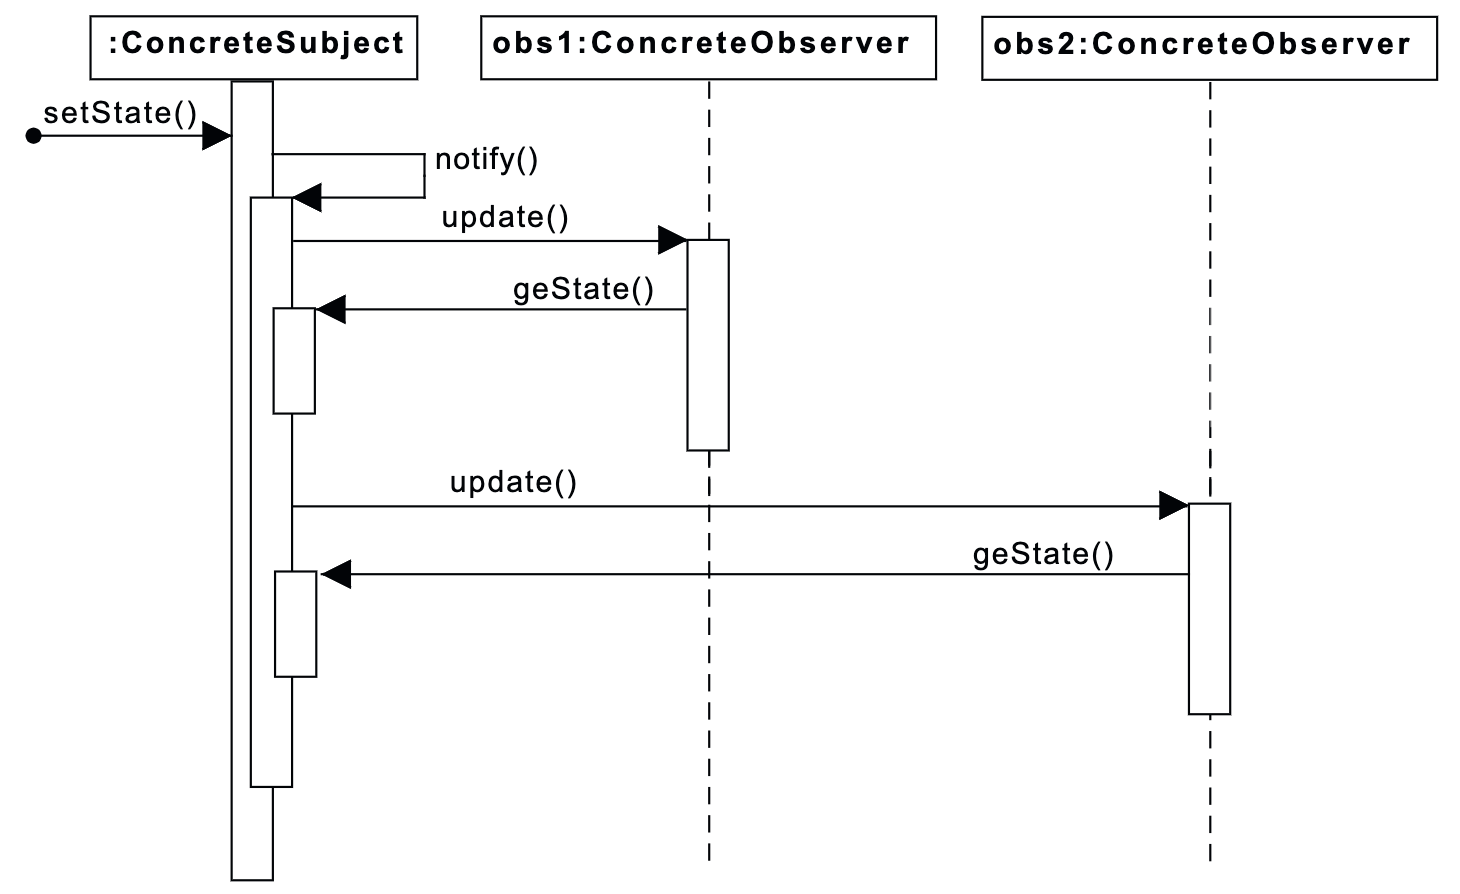 :ConcreteSubject
obs1:ConcreteObserver
obs2:ConcreteObserver
setState()
notify()
update()
geState()
update()
geState()